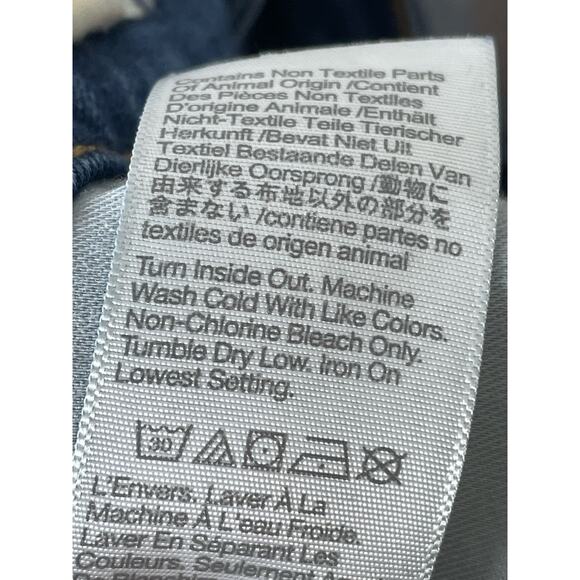 Contains Non Textile Parts
Of Animal Origin /Contient
Des Pièces Non Textiles
D'origine Animale /Enthält
Nicht-Textile Teile Tierischer
Herkunft /Bevat Niet Uit
Textiel Bestaande Delen Van
Dierlijke Oorsprong /動物に
由来する布地以外の部分を
含まない /contiene partes no
textiles de origen animal
Turn Inside Out. Machine
Wash Cold With Like Colors.
Non-Chlorine Bleach Only.
Tumble Dry Low. Iron On
Lowest Setting.
30
L'Envers. Laver À La
Machine À L'eau Froide.
Laver En Séparant Les
Couleurs. Seulement